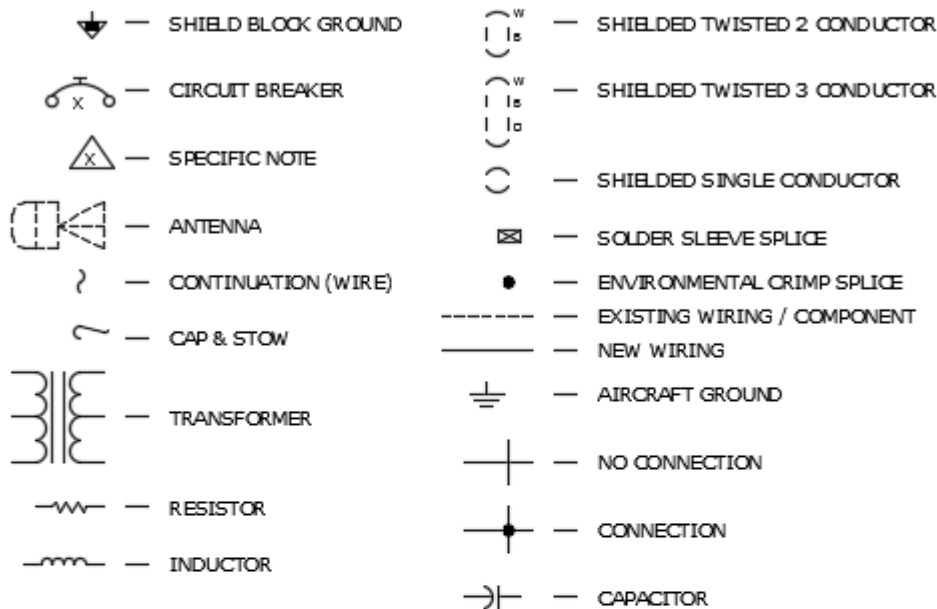 SHIELD BLOCK GROUND
X
CIRCUIT BREAKER
X
SPECIFIC NOTE
ANTENNA
CONTINUATION (WIRE)
CAP & STOW
TRANSFORMER
RESISTOR
INDUCTOR
W
B
SHIELDED TWISTED 2 CONDUCTOR
W
B
O
SHIELDED TWISTED 3 CONDUCTOR
SHIELDED SINGLE CONDUCTOR
SOLDER SLEEVE SPLICE
ENVIRONMENTAL CRIMP SPLICE
EXISTING WIRING / COMPONENT
NEW WIRING
AIRCRAFT GROUND
NO CONNECTION
CONNECTION
CAPACITOR